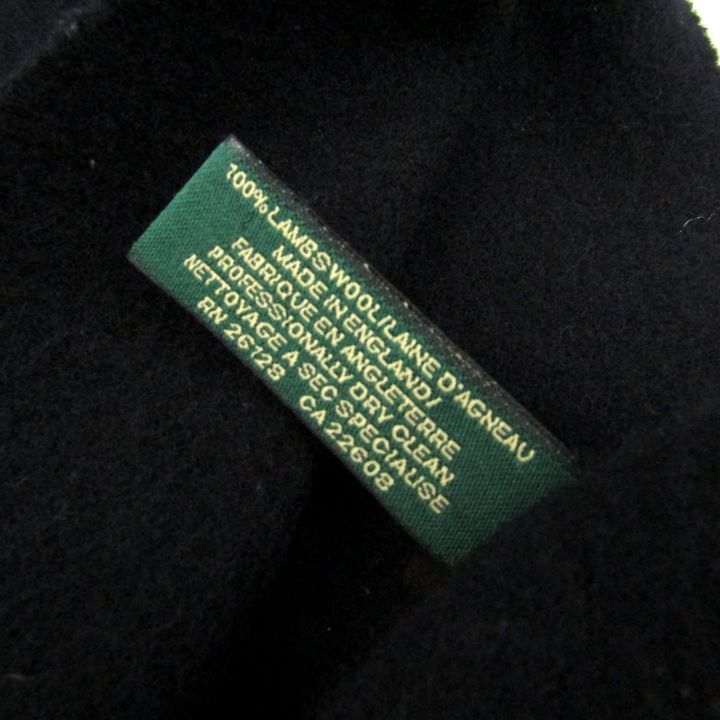 100% LAMBSWOOL/LAINE D'AGNEAU
MADE IN ENGLAND/
FABRIQUE EN ANGLETERRE
PROFESSIONALLY DRY CLEAN
NETTOYAGE A SEC SPECIALISE
RN 26128 CA 22608